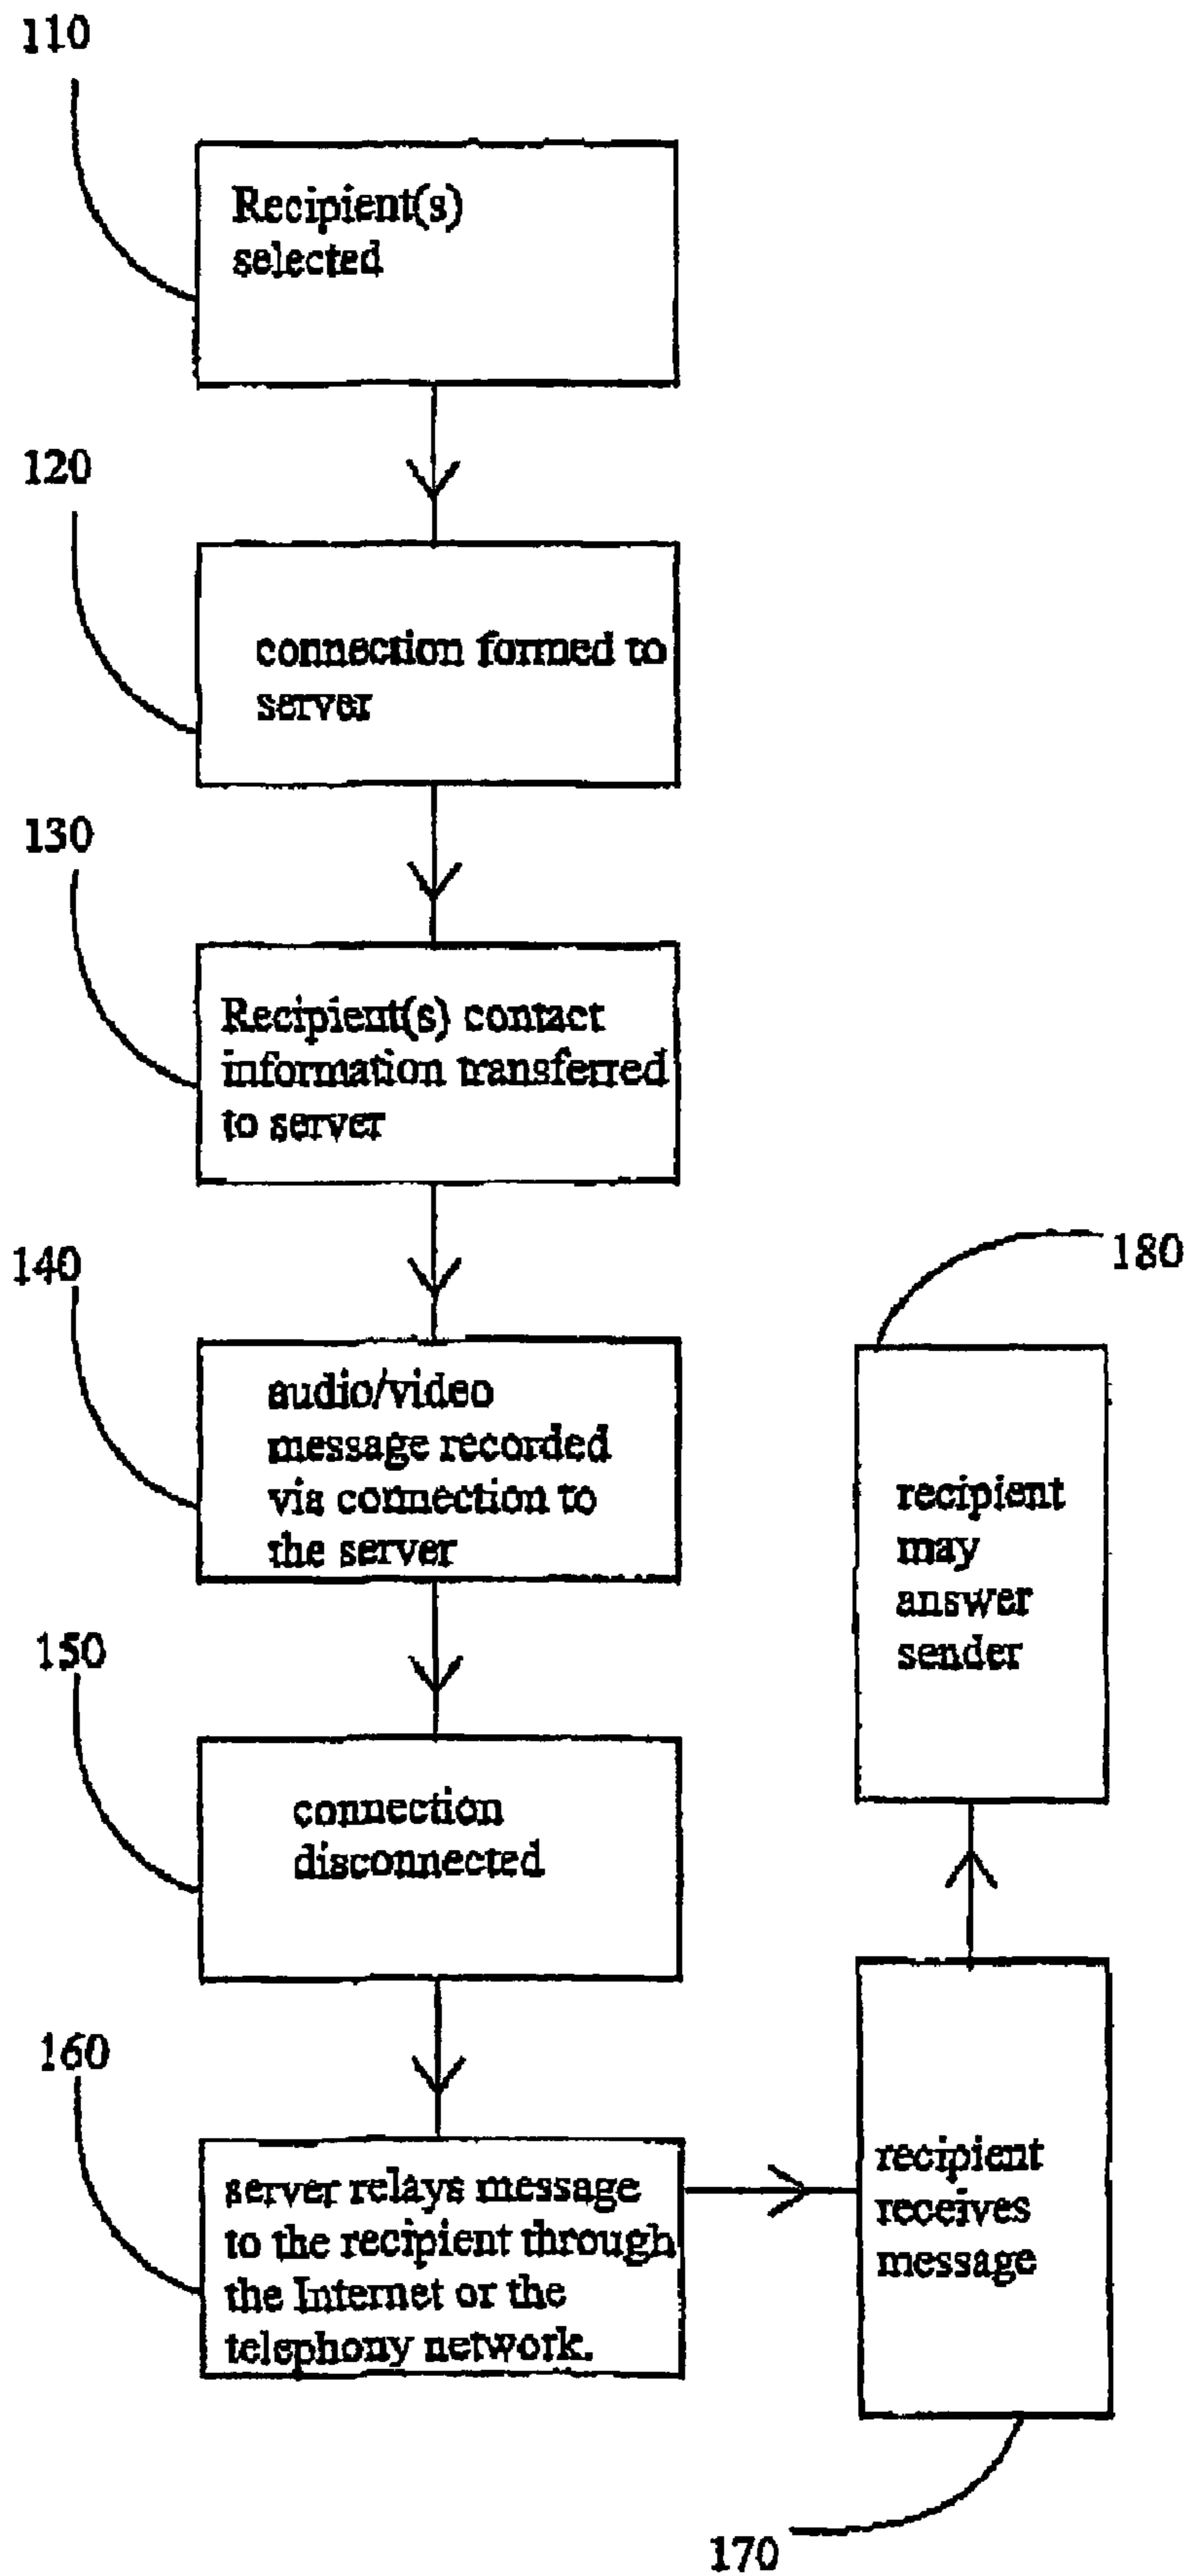 110
Recipient(s)
selected
120
connection formed to
server
130
Recipient(s) contact
information transferred
to server
140
audio/video
message recorded
via connection to
the server
150
connection
disconnected
160
server relays message
to the recipient through
the Internet or the
telephony network.
170
recipient
receives
message
180
recipient
may
answer
sender